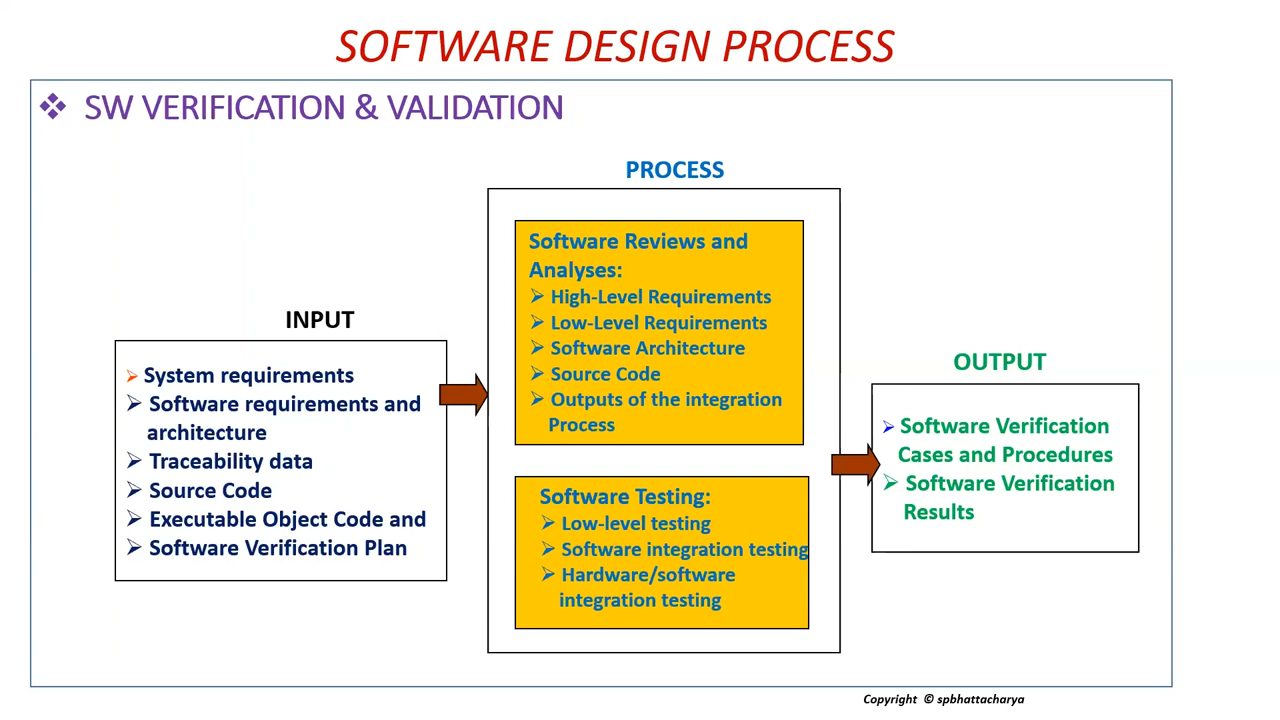 SOFTWARE DESIGN PROCESS
❖ SW VERIFICATION & VALIDATION
INPUT
➢ System requirements
➢ Software requirements and
architecture
➢ Traceability data
➢ Source Code
➢ Executable Object Code and
➢ Software Verification Plan
PROCESS
Software Reviews and
Analyses:
➢ High-Level Requirements
➢ Low-Level Requirements
➢ Software Architecture
➢ Source Code
➢ Outputs of the integration
Process
Software Testing:
➢ Low-level testing
➢ Software integration testing
➢ Hardware/software
integration testing
OUTPUT
➢ Software Verification
Cases and Procedures
➢ Software Verification
Results
Copyright © spbhattacharya